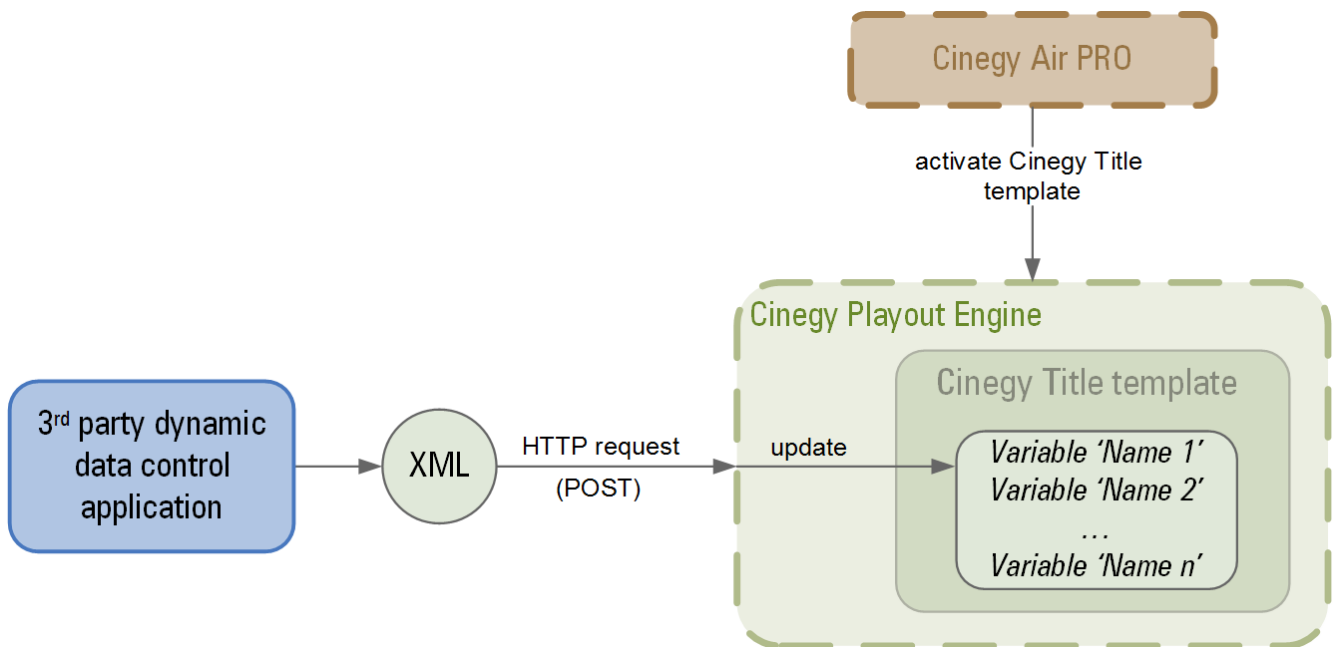 Cinegy Air PRO
activate Cinegy Title
template
Cinegy Playout Engine
Cinegy Title template
3rd party dynamic
data control
application
XML
HTTP request
(POST)
update
Variable ‘Name 1’
Variable ‘Name 2’
...
Variable ‘Name n’